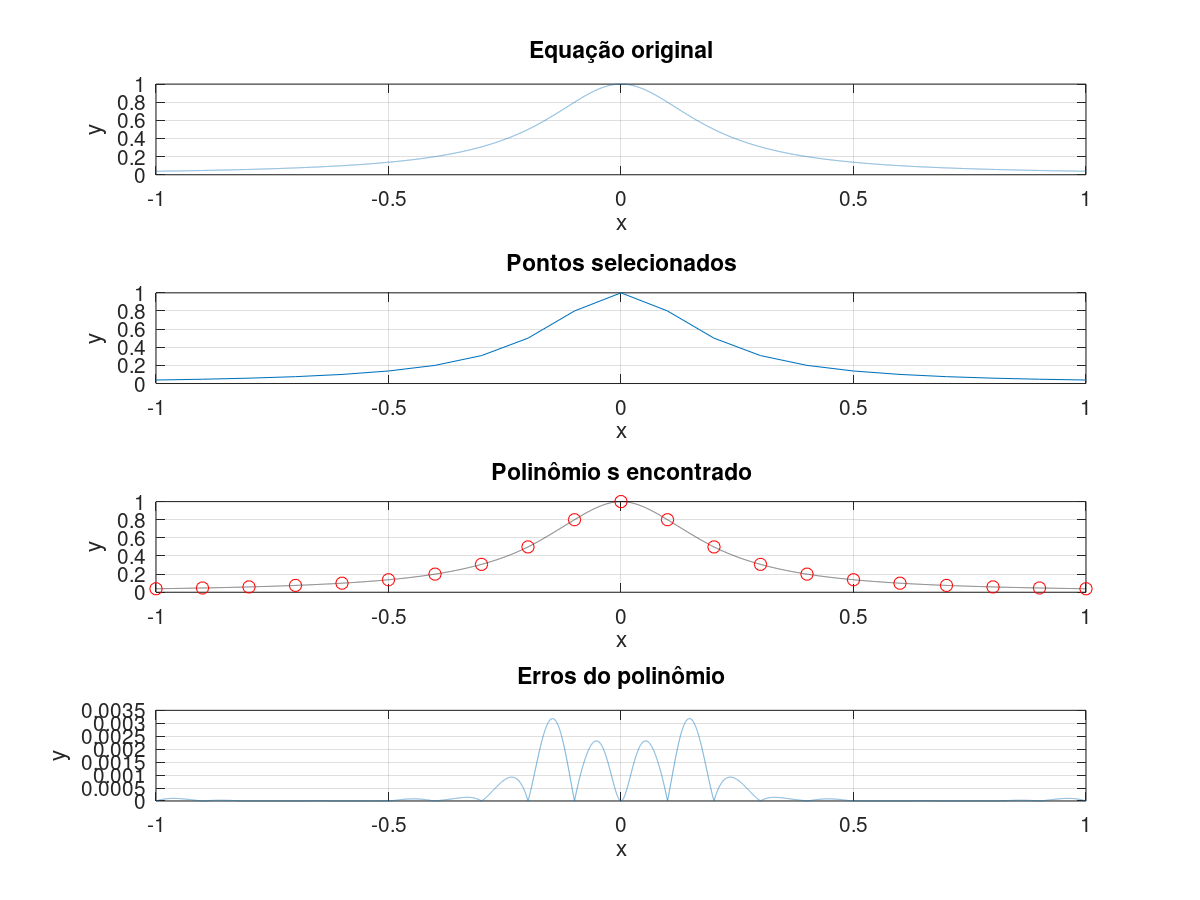 Equação original
1
0.8
0.6
0.4
0.2
0
y
-1 -0.5 0 0.5 1
x
Pontos selecionados
1
0.8
0.6
0.4
0.2
0
y
-1 -0.5 0 0.5 1
x
Polinômio s encontrado
1
0.8
0.6
0.4
0.2
0
y
-1 -0.5 0 0.5 1
x
Erros do polinômio
0.0035
0.003
0.0025
0.002
0.0015
0.001
0.0005
0
y
-1 -0.5 0 0.5 1
x